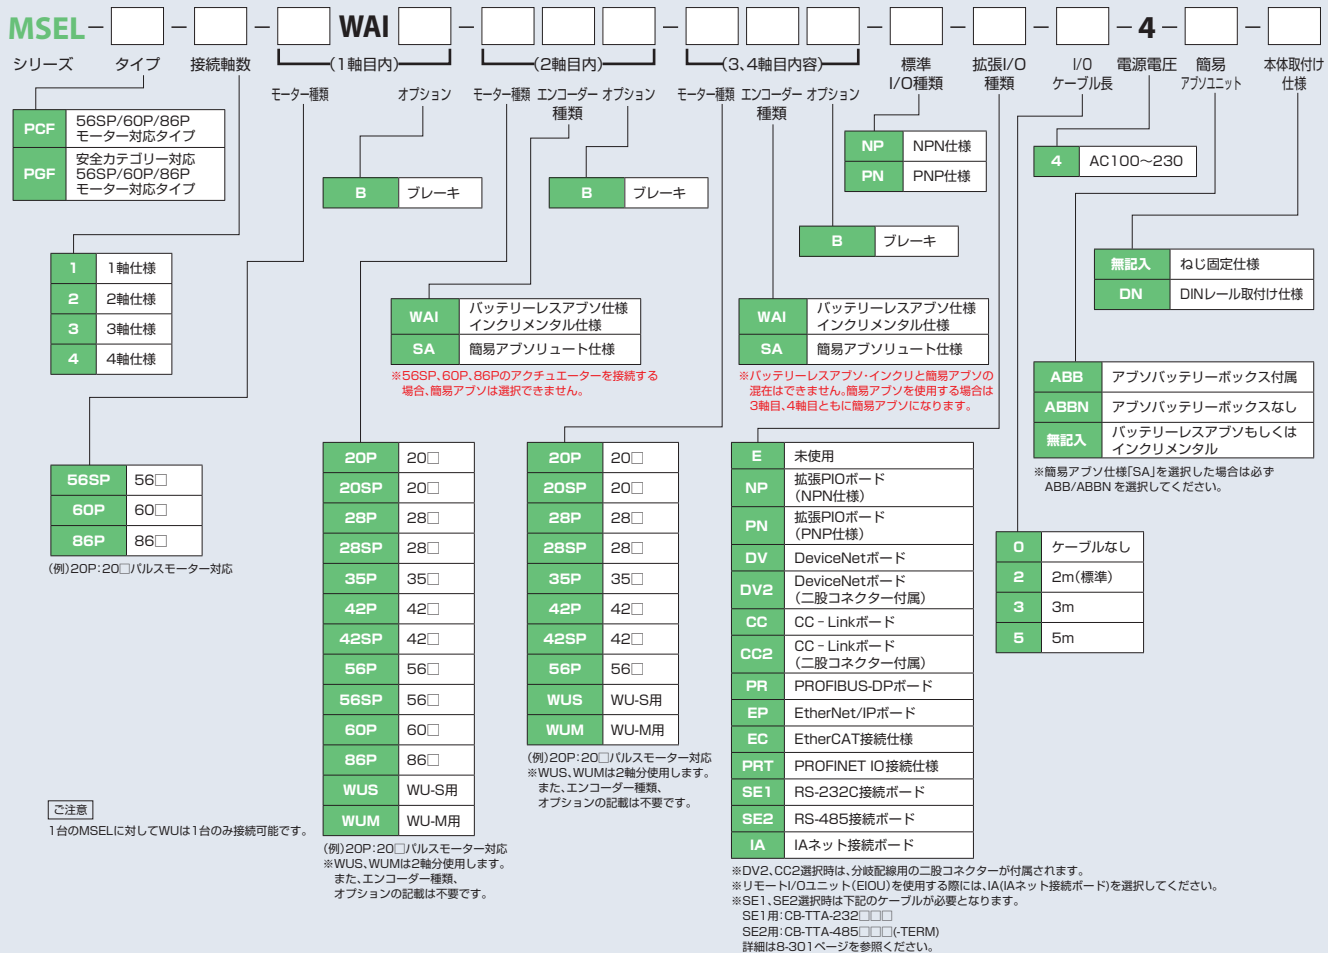 MSEL－□－□－□ WAI □－□□□－□□□－□－□－□－4－□－□
シリーズ
タイプ
接続軸数
(1軸目内)
(2軸目内)
(3、4軸目内容)
標準
I/O種類
拡張I/O
種類
I/O
ケーブル長
電源電圧
簡易
アブソユニット
本体取付け
仕様
モーター種類
オプション
モーター種類
エンコーダー
種類
オプション
モーター種類
エンコーダー
種類
オプション
PCF 56SP/60P/86P
モーター対応タイプ
PGF 安全カテゴリー対応
56SP/60P/86P
モーター対応タイプ
1 1軸仕様
2 2軸仕様
3 3軸仕様
4 4軸仕様
56SP 56□
60P 60□
86P 86□
(例)20P：20□パルスモーター対応
B ブレーキ
20P 20□
20SP 20□
28P 28□
28SP 28□
35P 35□
42P 42□
42SP 42□
56P 56□
56SP 56□
60P 60□
86P 86□
WUS WU-S用
WUM WU-M用
(例)20P：20□パルスモーター対応
※WUS、WUMは2軸分使用します。
また、エンコーダー種類、
オプションの記載は不要です。
WAI バッテリーレスアブソ仕様
インクリメンタル仕様
SA 簡易アブソリュート仕様
※56SP、60P、86Pのアクチュエーターを接続する
場合、簡易アブソは選択できません。
B ブレーキ
20P 20□
20SP 20□
28P 28□
28SP 28□
35P 35□
42P 42□
42SP 42□
56P 56□
WUS WU-S用
WUM WU-M用
(例)20P：20□パルスモーター対応
※WUS、WUMは2軸分使用します。
また、エンコーダー種類、
オプションの記載は不要です。
WAI バッテリーレスアブソ仕様
インクリメンタル仕様
SA 簡易アブソリュート仕様
※バッテリーレスアブソ・インクリと簡易アブソの
混在はできません。簡易アブソを使用する場合は
3軸目、4軸目ともに簡易アブソになります。
B ブレーキ
NP NPN仕様
PN PNP仕様
E 未使用
NP 拡張PIOボード
(NPN仕様)
PN 拡張PIOボード
(PNP仕様)
DV DeviceNetボード
DV2 DeviceNetボード
(二股コネクター付属)
CC CC‐Linkボード
CC2 CC‐Linkボード
(二股コネクター付属)
PR PROFIBUS-DPボード
EP EtherNet/IPボード
EC EtherCAT接続仕様
PRT PROFINET IO接続仕様
SE1 RS-232C接続ボード
SE2 RS-485接続ボード
IA IAネット接続ボード
※DV2、CC2選択時は、分岐配線用の二股コネクターが付属されます。
※リモートI/Oユニット(EIOU)を使用する際には、IA(IAネット接続ボード)を選択してください。
※SE1、SE2選択時は下記のケーブルが必要となります。
SE1用：CB-TTA-232□□□
SE2用：CB-TTA-485□□□(-TERM)
詳細は8-301ページを参照ください。
0 ケーブルなし
2 2m(標準)
3 3m
5 5m
4 AC100〜230
ABB アブソバッテリーボックス付属
ABBN アブソバッテリーボックスなし
無記入 バッテリーレスアブソもしくは
インクリメンタル
※簡易アブソ仕様「SA」を選択した場合は必ず
ABB/ABBN を選択してください。
無記入 ねじ固定仕様
DN DINレール取付け仕様
ご注意
1台のMSELに対してWUは1台のみ接続可能です。